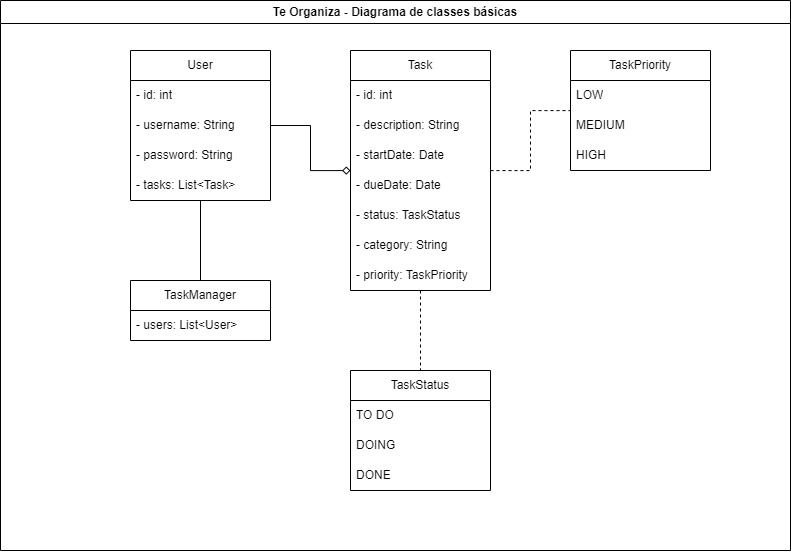 Te Organiza - Diagrama de classes básicas
User
- id: int
- username: String
- password: String
- tasks: List<Task>
Task
- id: int
- description: String
- startDate: Date
- dueDate: Date
- status: TaskStatus
- category: String
- priority: TaskPriority
TaskPriority
LOW
MEDIUM
HIGH
TaskManager
- users: List<User>
TaskStatus
TO DO
DOING
DONE